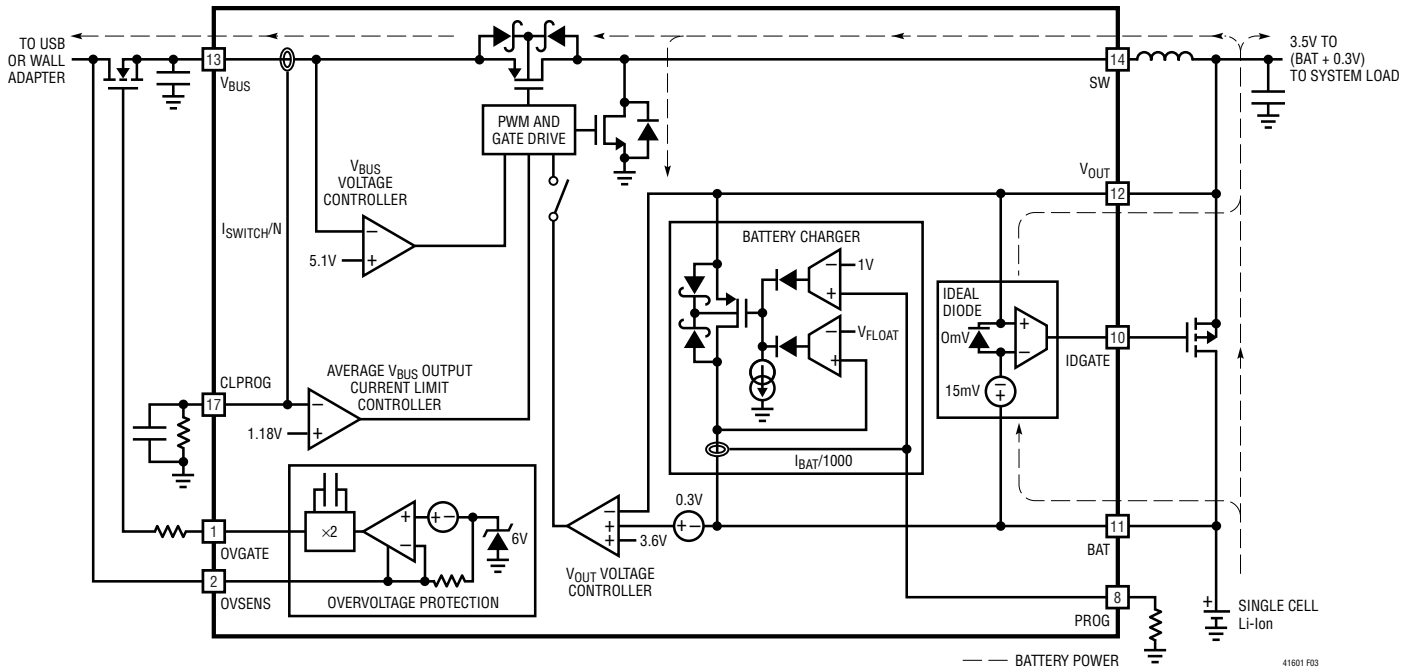 TO USB
OR WALL
ADAPTER
13
VBUS
14
SW
3.5V TO
(BAT + 0.3V)
TO SYSTEM LOAD
PWM AND
GATE DRIVE
VBUS
VOLTAGE
CONTROLLER
ISWITCH/N
5.1V
−
+
VOUT
12
BATTERY CHARGER
−
1V
+
−
VFLOAT
+
IDEAL
DIODE
0mV
+
−
15mV
−
+
10
IDGATE
CLPROG
17
AVERAGE VBUS OUTPUT
CURRENT LIMIT
CONTROLLER
−
1.18V
+
IBAT/1000
0.3V
+ −
−
+
+
3.6V
VOUT VOLTAGE
CONTROLLER
11
BAT
×2
+
−
+ −
6V
1
OVGATE
2
OVSENS
OVERVOLTAGE PROTECTION
8
PROG
+
SINGLE CELL
Li-Ion
BATTERY POWER
41601 F03